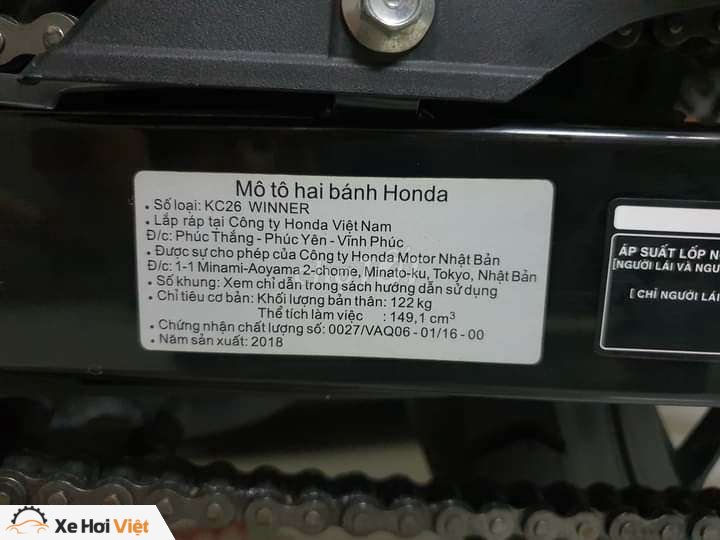 Mô tô hai bánh Honda
• Số loại: KC26 WINNER
• Lắp ráp tại Công ty Honda Việt Nam
Đ/c: Phúc Thắng - Phúc Yên - Vĩnh Phúc
• Được sự cho phép của Công ty Honda Motor Nhật Bản
Đ/c: 1-1 Minami-Aoyama 2-chome, Minato-ku, Tokyo, Nhật Bản
• Số khung: Xem chỉ dẫn trong sách hướng dẫn sử dụng
• Chỉ tiêu cơ bản: Khối lượng bản thân: 122 kg
Thể tích làm việc : 149,1 cm³
• Chứng nhận chất lượng số: 0027/VAQ06 - 01/16 - 00
• Năm sản xuất: 2018
ÁP SUẤT LỐP
[NGƯỜI LÁI VÀ
[ CHỈ NGƯỜI LÁI
Xe Hơi Việt